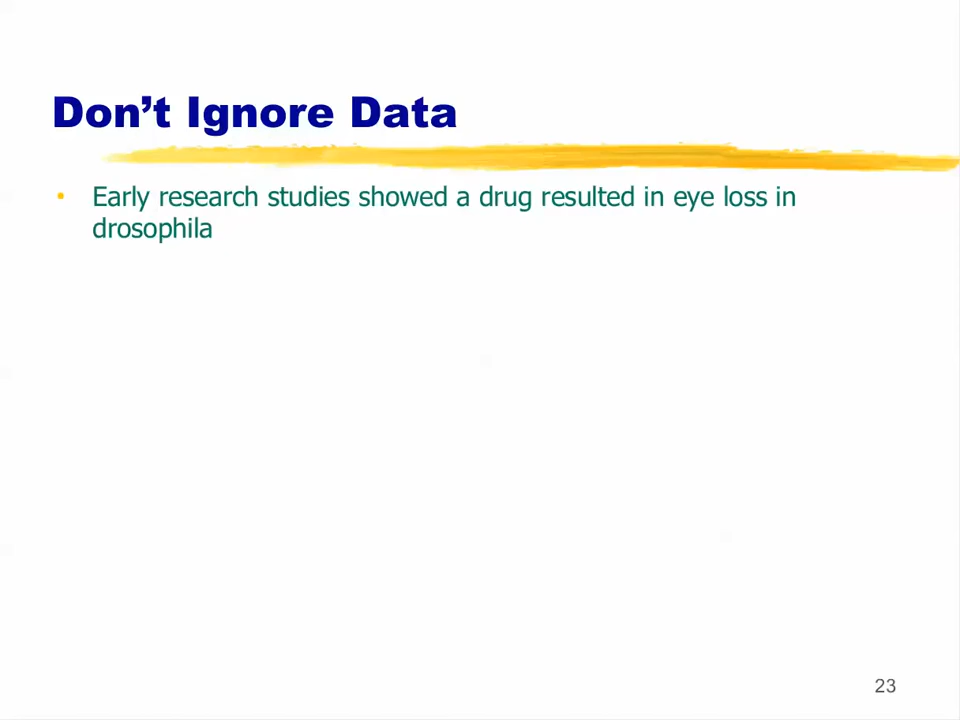 Don’t Ignore Data
• Early research studies showed a drug resulted in eye loss in
drosophila
23